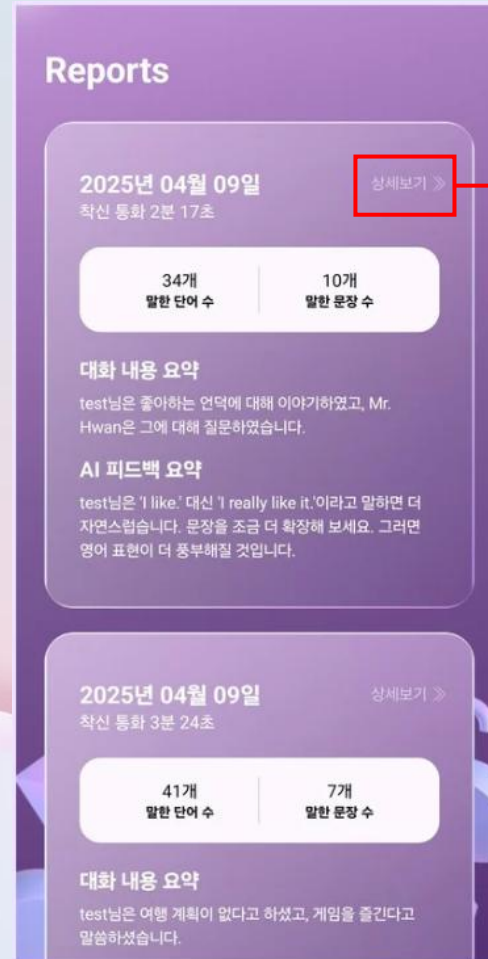 Reports
2025년 04월 09일
상세보기 》
착신 통화 2분 17초
34개
10개
말한 단어 수
말한 문장 수
대화 내용 요약
test님은 좋아하는 언덕에 대해 이야기하였고, Mr.
Hwan은 그에 대해 질문하였습니다.
AI 피드백 요약
test님은 'I like.' 대신 'I really like it.'이라고 말하면 더
자연스럽습니다. 문장을 조금 더 확장해 보세요. 그러면
영어 표현이 더 풍부해질 것입니다.
2025년 04월 09일
상세보기 》
착신 통화 3분 24초
41개
7개
말한 단어 수
말한 문장 수
대화 내용 요약
test님은 여행 계획이 없다고 하셨고, 게임을 즐긴다고
말씀하셨습니다.